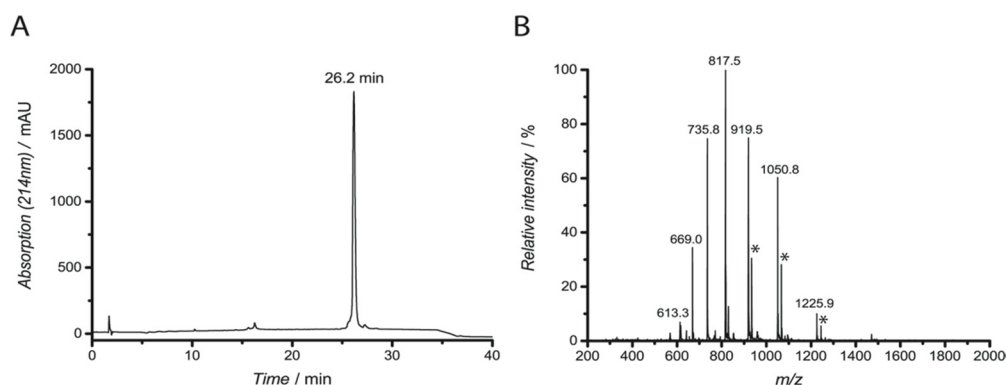 A
26.2 min
2000
1500
1000
500
0
Absorption (214nm) / mAU
0 10 20 30 40
Time / min
B
100
80
60
40
20
0
Relative intensity / %
817.5
735.8 919.5
1050.8
669.0
* *
613.3 1225.9
*
200 400 600 800 1000 1200 1400 1600 1800 2000
m/z